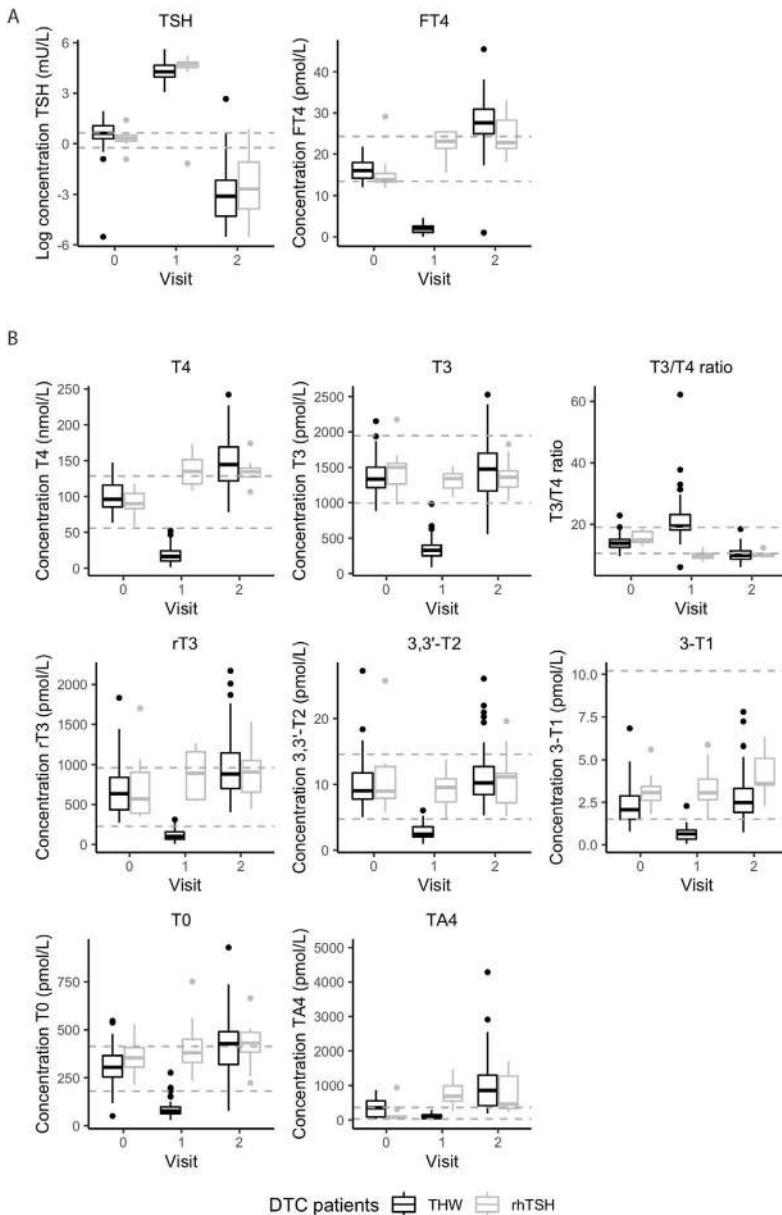 A
TSH
FT4
Log concentration TSH (mU/L)
6
3
0
-3
-6
0 1 2
Visit
Concentration FT4 (pmol/L)
40
30
20
10
0
0 1 2
Visit
B
T4
T3
T3/T4 ratio
Concentration T4 (nmol/L)
250
200
150
100
50
0
0 1 2
Concentration T3 (pmol/L)
2500
2000
1500
1000
500
0
0 1 2
T3/T4 ratio
60
40
20
0
0 1 2
Visit
rT3
3,3'-T2
3-T1
Concentration rT3 (pmol/L)
2000
1500
1000
500
0
0 1 2
Visit
Concentration 3,3'-T2 (pmol/L)
20
10
0
0 1 2
Visit
Concentration 3-T1 (pmol/L)
10.0
7.5
5.0
2.5
0.0
0 1 2
Visit
T0
TA4
Concentration T0 (pmol/L)
750
500
250
0
0 1 2
Visit
Concentration TA4 (pmol/L)
5000
4000
3000
2000
1000
0
0 1 2
Visit
DTC patients THW rhTSH